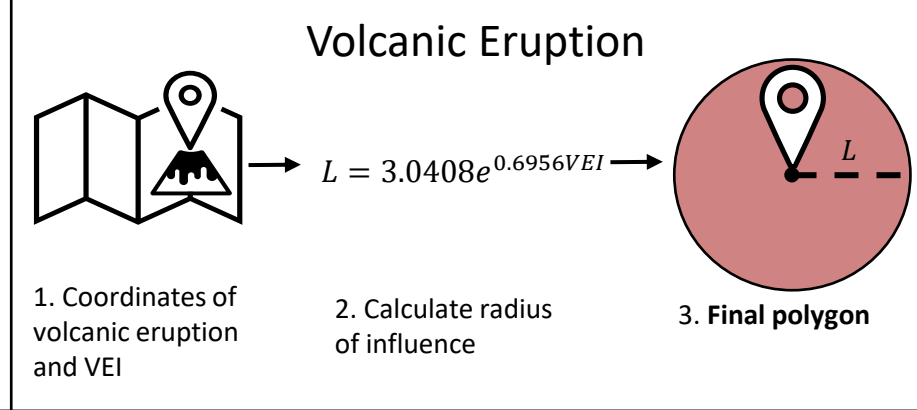 Volcanic Eruption
L = 3.0408e^{0.6956VEI}
L
1. Coordinates of
volcanic eruption
and VEI
2. Calculate radius
of influence
3. Final polygon